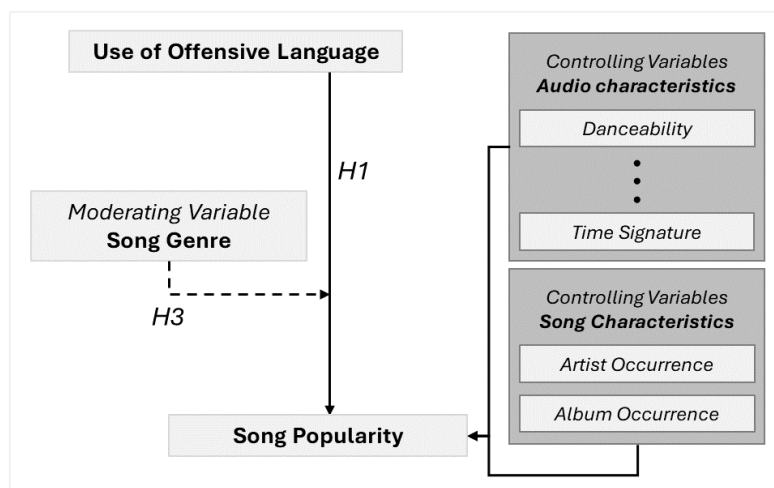 Use of Offensive Language
H1
Moderating Variable
Song Genre
H3
Song Popularity
Controlling Variables
Audio characteristics
Danceability
Time Signature
Controlling Variables
Song Characteristics
Artist Occurrence
Album Occurrence